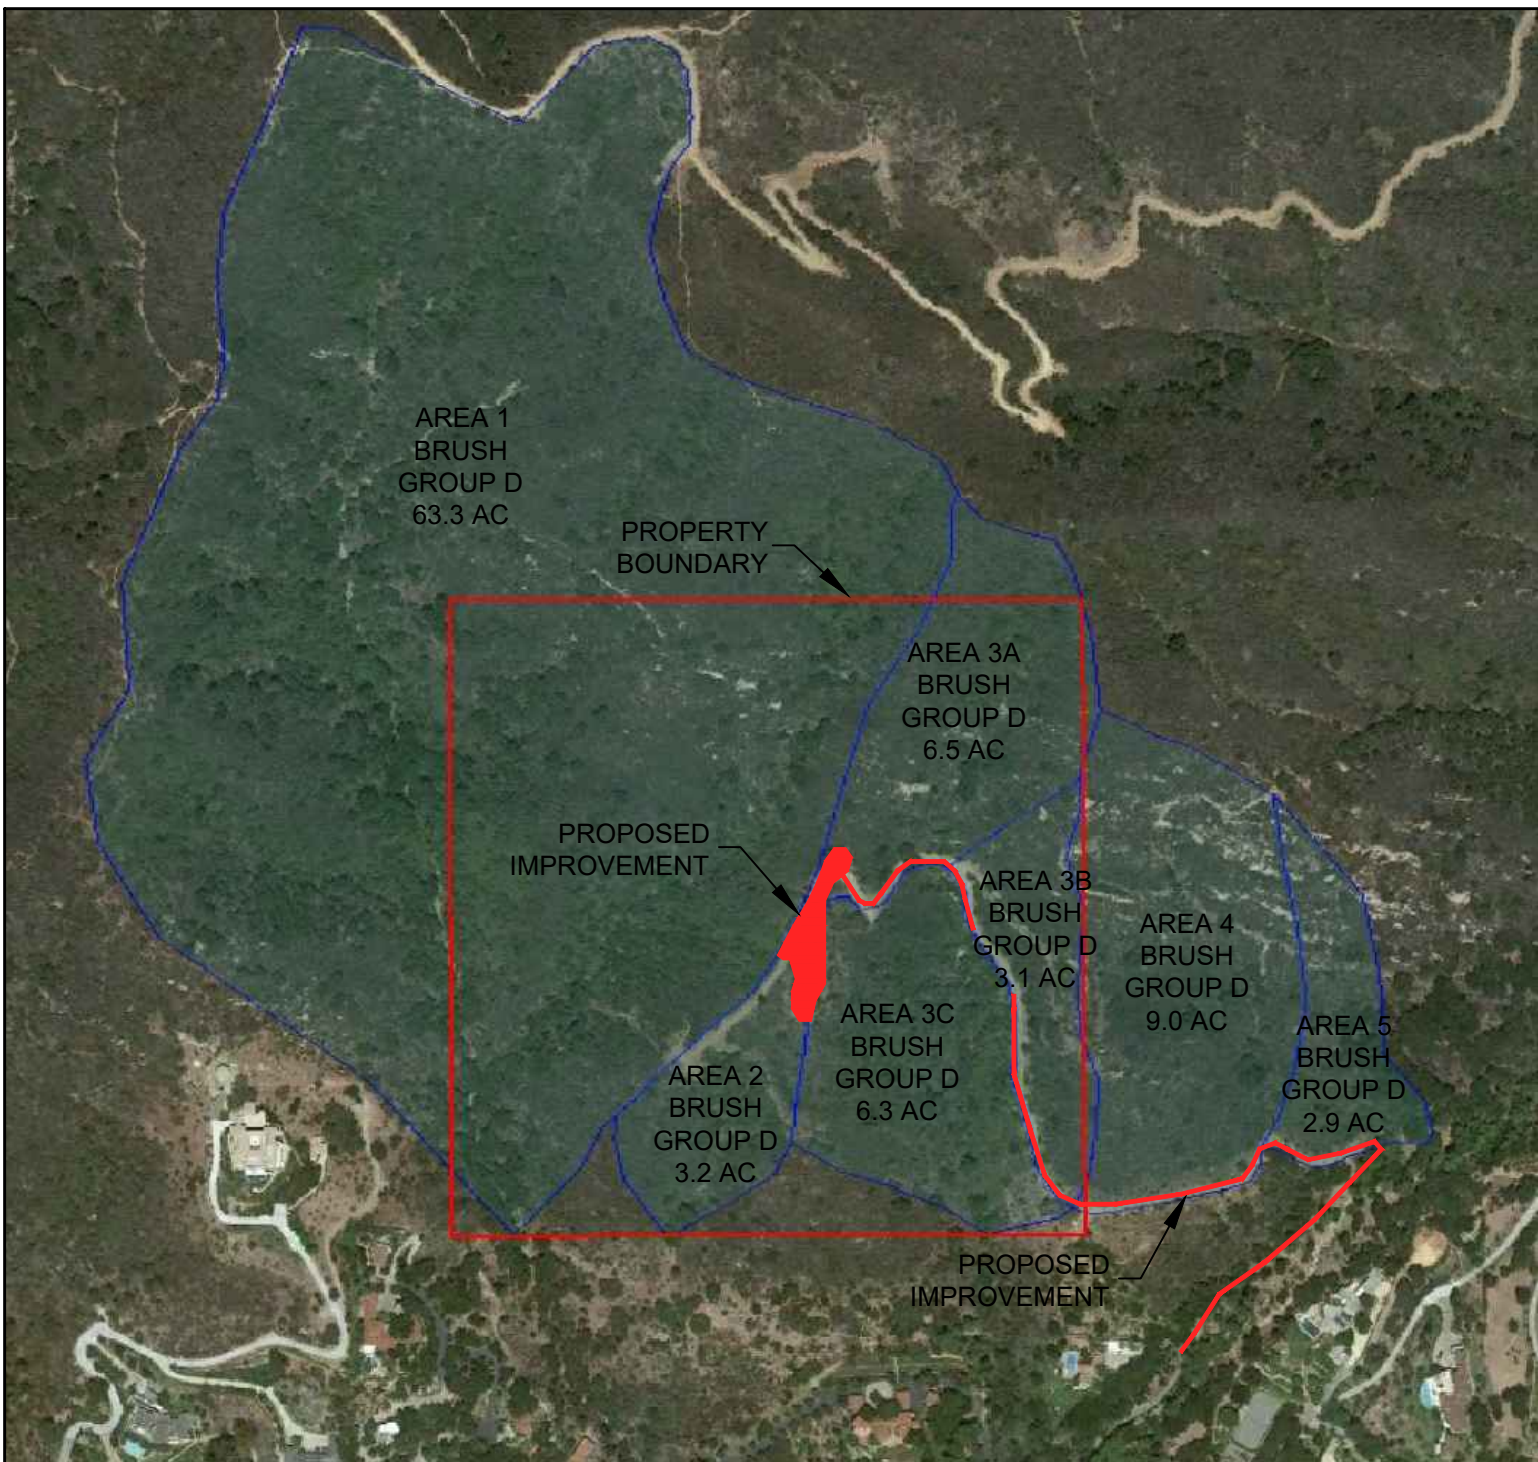 AREA 1
BRUSH
GROUP D
63.3 AC
PROPERTY
BOUNDARY
AREA 3A
BRUSH
GROUP D
6.5 AC
PROPOSED
IMPROVEMENT
AREA 3B
BRUSH
GROUP D
3.1 AC
AREA 4
BRUSH
GROUP D
9.0 AC
AREA 3C
BRUSH
GROUP D
6.3 AC
AREA 5
BRUSH
GROUP D
2.9 AC
AREA 2
BRUSH
GROUP D
3.2 AC
PROPOSED
IMPROVEMENT